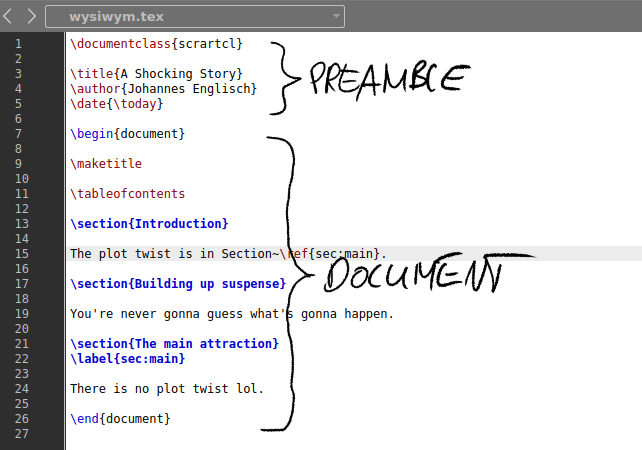 wysiwym.tex
1 \documentclass{scrartcl}
2
3 \title{A Shocking Story}
4 \author{Johannes Englisch}
5 \date{\today}
PREAMBLE
6
7 \begin{document}
8
9 \maketitle
10
11 \tableofcontents
12
13 \section{Introduction}
14
15 The plot twist is in Section~\ref{sec:main}.
16
DOCUMENT
17 \section{Building up suspense}
18
19 You're never gonna guess what's gonna happen.
20
21 \section{The main attraction}
22 \label{sec:main}
23
24 There is no plot twist lol.
25
26 \end{document}
27